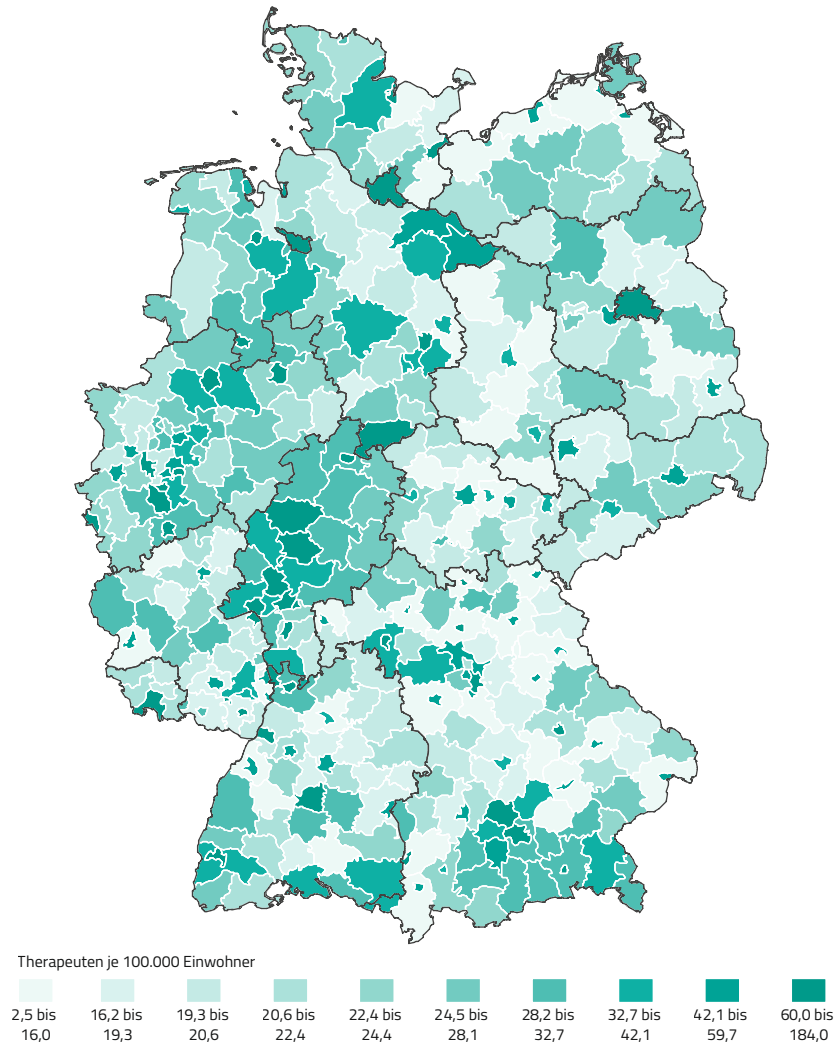 Therapeuten je 100.000 Einwohner
2,5 bis 16,2 bis 19,3 bis 20,6 bis 22,4 bis 24,5 bis 28,2 bis 32,7 bis 42,1 bis 60,0 bis
16,0 19,3 20,6 22,4 24,4 28,1 32,7 42,1 59,7 184,0